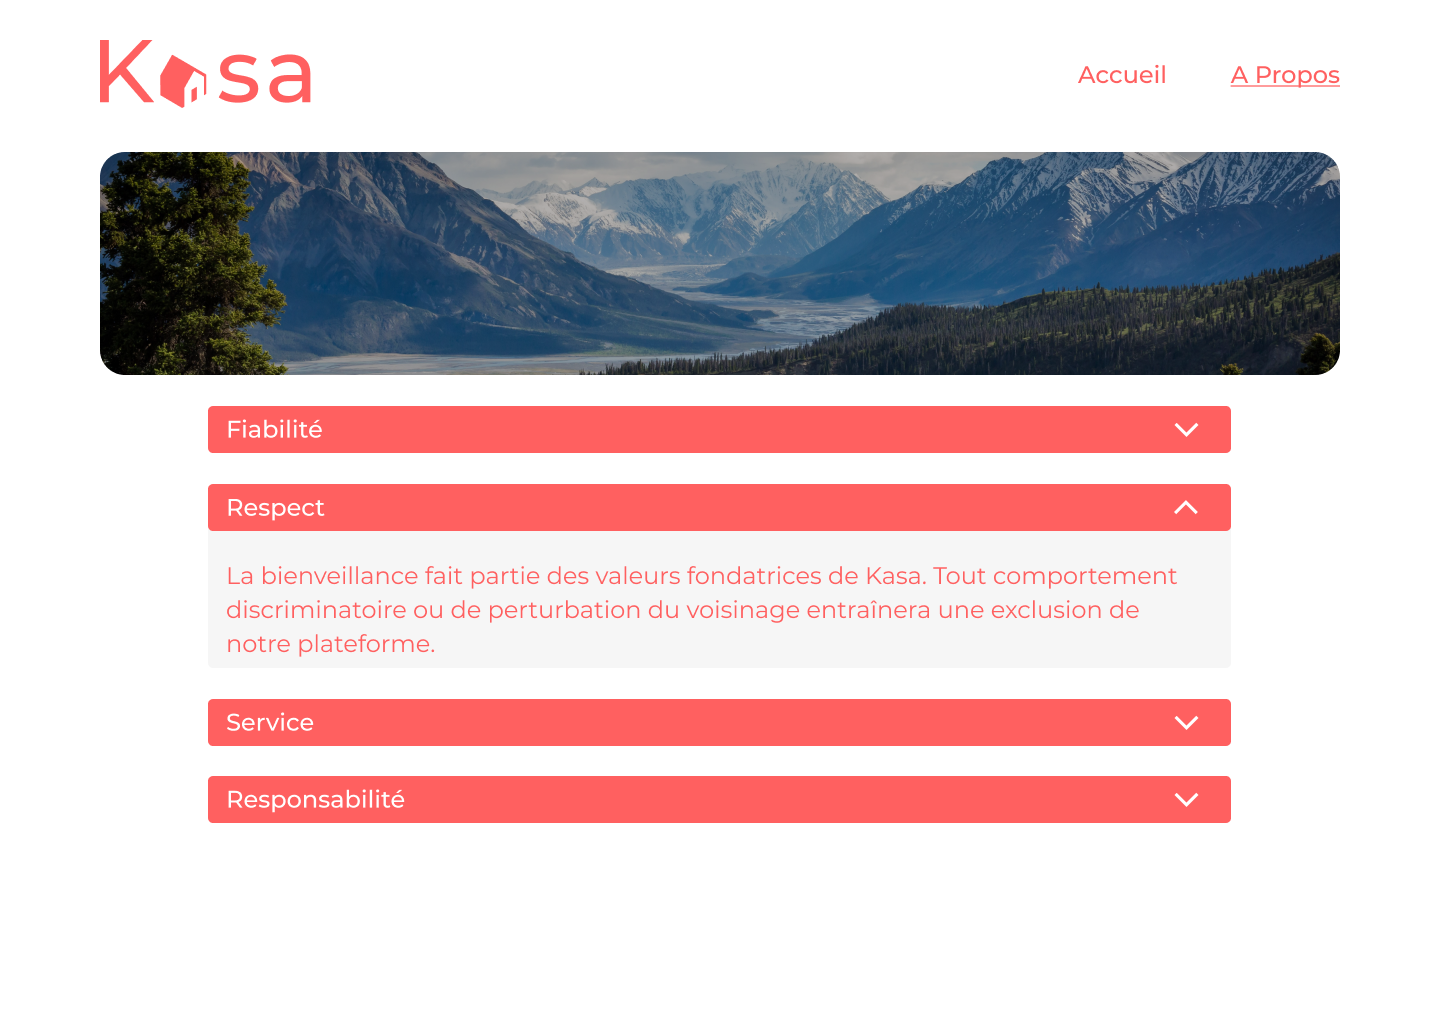 Kasa
Accueil
A Propos
Fiabilité
Respect
La bienveillance fait partie des valeurs fondatrices de Kasa. Tout comportement
discriminatoire ou de perturbation du voisinage entraînera une exclusion de
notre plateforme.
Service
Responsabilité